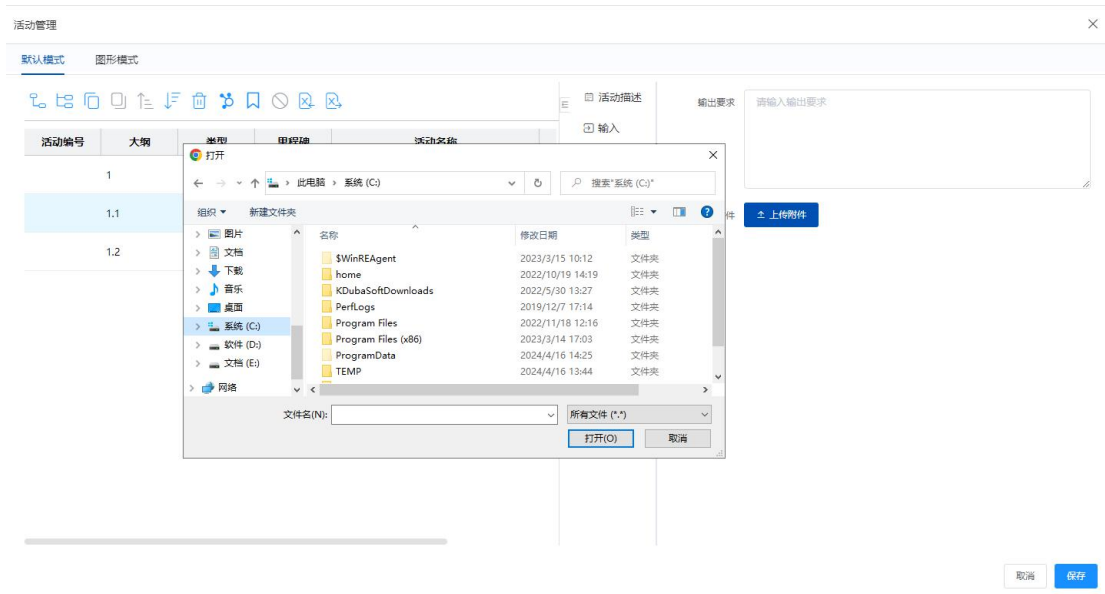 活动管理
默认模式 图形模式
活动描述
输出要求 请输入输出要求
输入
活动编号 大纲 类型 里程碑 活动名称
打开
此电脑 › 系统 (C:) 搜索"系统 (C:)"
1
组织 新建文件夹
1.1
件 上传附件
图片
名称 修改日期 类型
1.2
文档
下载
音乐
桌面
系统 (C:)
软件 (D:)
文档 (E:)
网络
$WinREAgent 2023/3/15 10:12 文件夹
home 2022/10/19 14:19 文件夹
KDubaSoftDownloads 2022/5/30 13:27 文件夹
PerfLogs 2019/12/7 17:14 文件夹
Program Files 2022/11/18 12:16 文件夹
Program Files (x86) 2023/3/14 17:03 文件夹
ProgramData 2024/4/16 14:25 文件夹
TEMP 2024/4/16 13:44 文件夹
文件名(N): 所有文件 (*.*)
打开(O) 取消
取消 保存